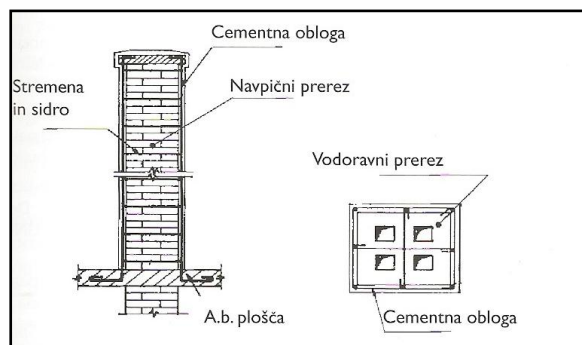 Cementna obloga
Stremena
in sidro
Navpični prerez
Vodoravni prerez
A.b. plošča
Cementna obloga